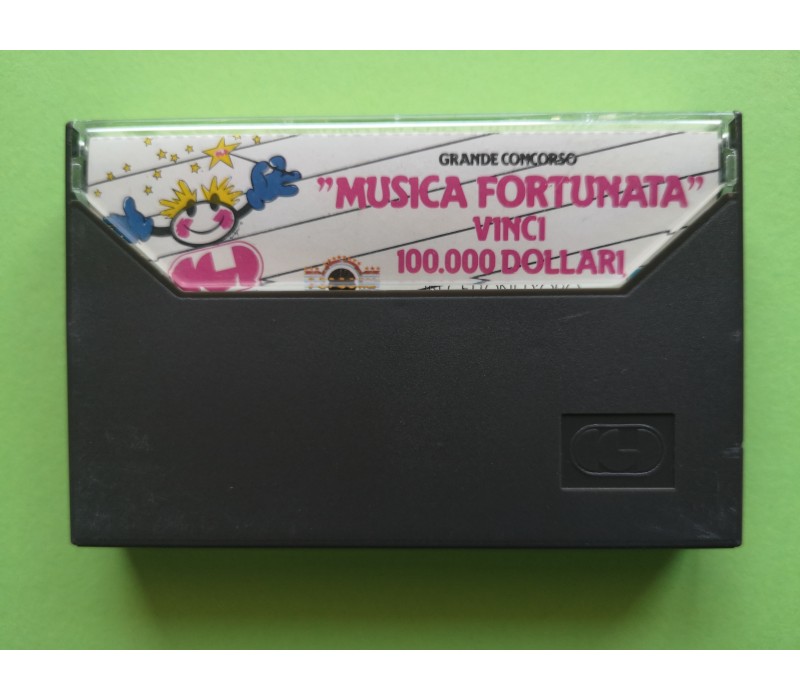 GRANDE CONCORSO
"MUSICA FORTUNATA"
VINCI
100.000 DOLLARI